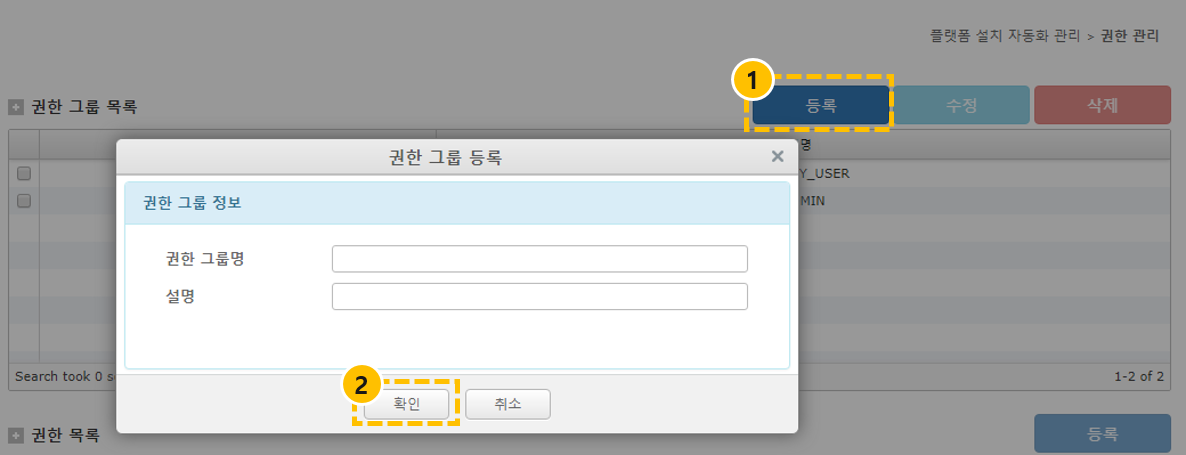 플랫폼 설치 자동화 관리 > 권한 관리
1
권한 그룹 목록
등록
수정
삭제
명
권한 그룹 등록
Y_USER
MIN
권한 그룹 정보
권한 그룹명
설명
Search took 0 s
1-2 of 2
2
확인
취소
권한 목록
등록